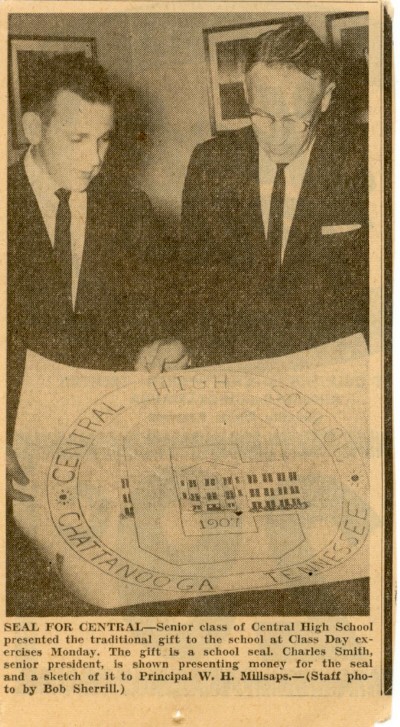 CENTRAL HIGH SCHOOL
1907
CHATTANOOGA TENNESSEE
SEAL FOR CENTRAL—Senior class of Central High School
presented the traditional gift to the school at Class Day ex-
ercises Monday. The gift is a school seal. Charles Smith,
senior president, is shown presenting money for the seal
and a sketch of it to Principal W. H. Millsaps.—(Staff pho-
to by Bob Sherrill.)